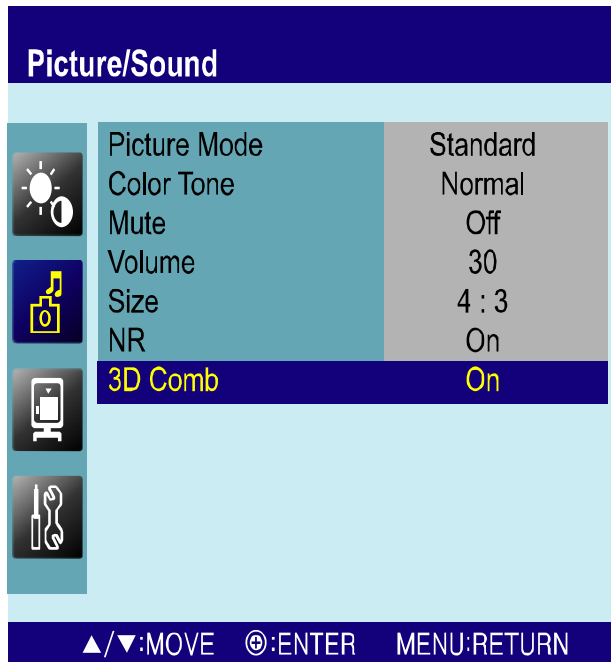 Picture/Sound
Picture Mode Standard
Color Tone Normal
Mute Off
Volume 30
Size 4 : 3
NR On
3D Comb On
▲/▼:MOVE ⊕:ENTER MENU:RETURN